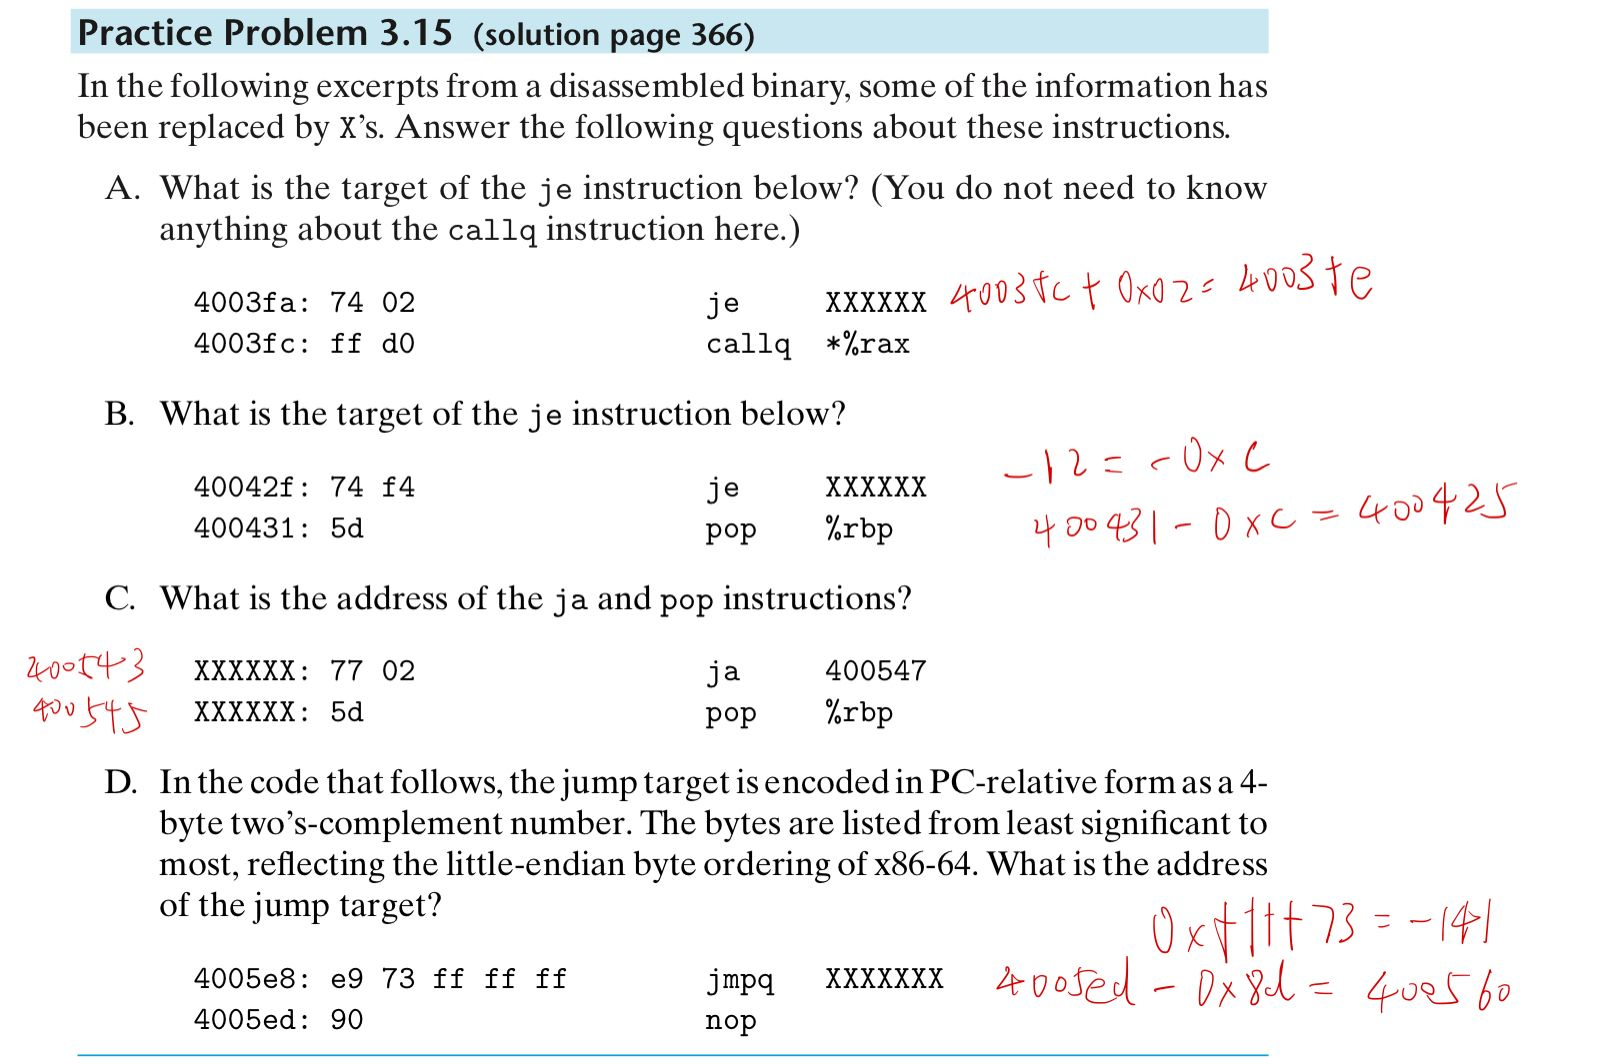 Practice Problem 3.15 (solution page 366)
In the following excerpts from a disassembled binary, some of the information has
been replaced by X's. Answer the following questions about these instructions.
A. What is the target of the je instruction below? (You do not need to know
anything about the callq instruction here.)
4003fa: 74 02 je XXXXXX 4003fc + 0x02 = 4003fe
4003fc: ff d0 callq *%rax
B. What is the target of the je instruction below?
-12 = -0xC
40042f: 74 f4 je XXXXXX
400431: 5d pop %rbp 400431 - 0xC = 400425
C. What is the address of the ja and pop instructions?
400543 XXXXXX: 77 02 ja 400547
400545 XXXXXX: 5d pop %rbp
D. In the code that follows, the jump target is encoded in PC-relative form as a 4-
byte two's-complement number. The bytes are listed from least significant to
most, reflecting the little-endian byte ordering of x86-64. What is the address
of the jump target?
0xffff73 = -141
4005e8: e9 73 ff ff ff jmpq XXXXXXX 4005ed - 0x8d = 400560
4005ed: 90 nop